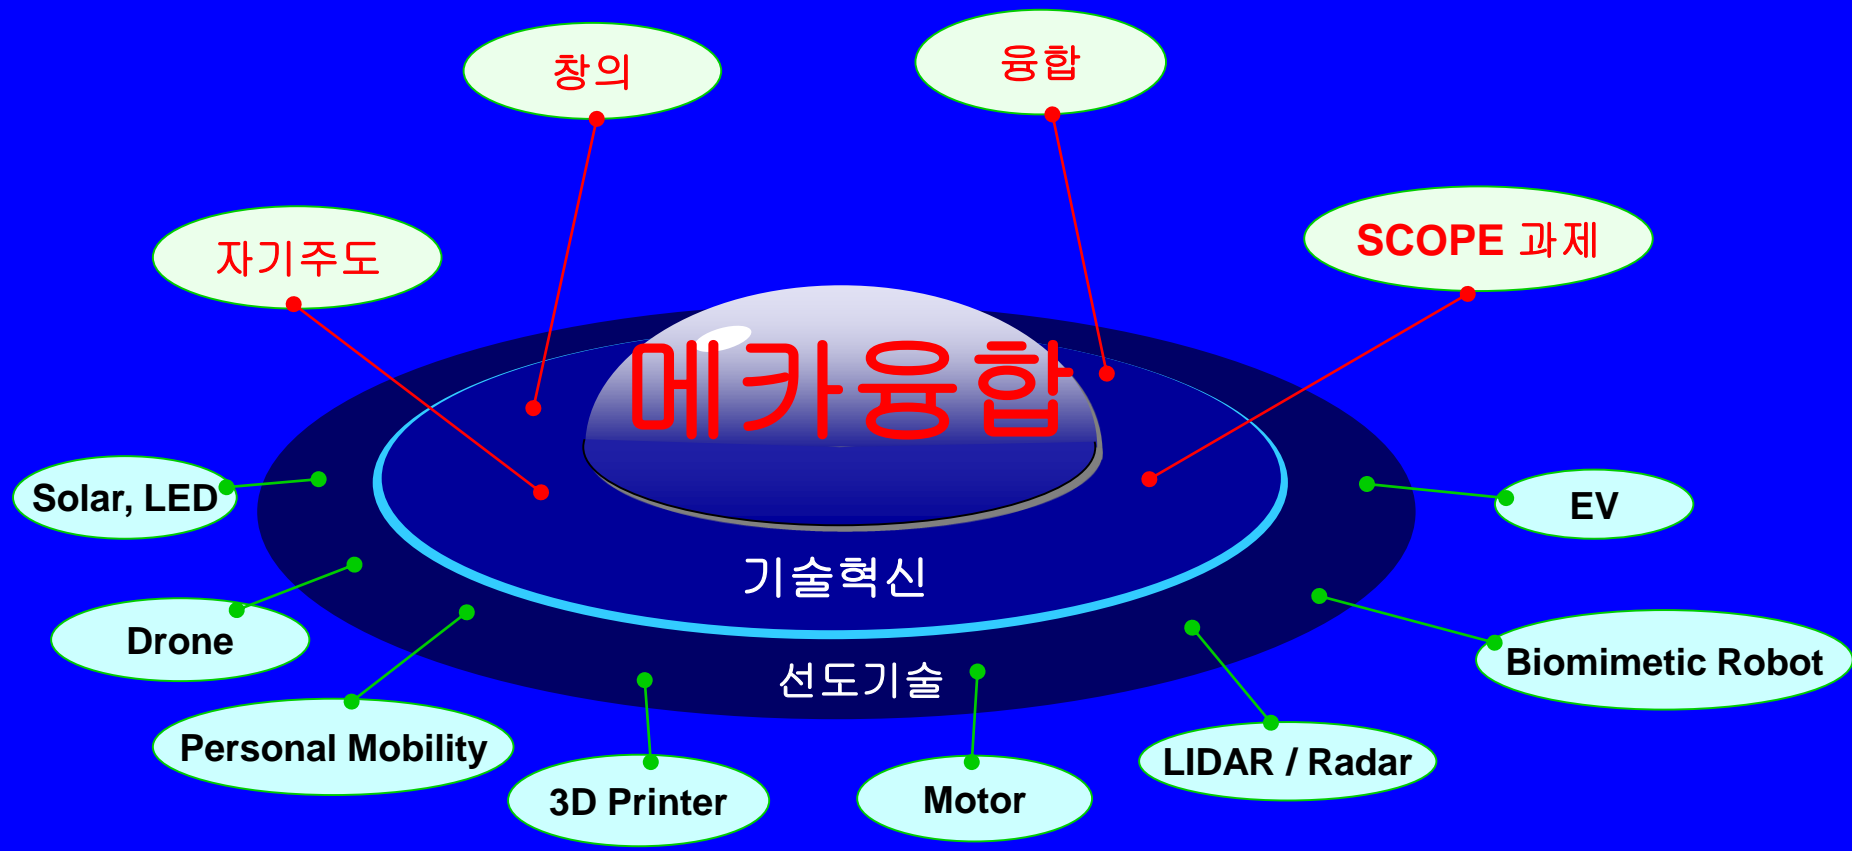 창의
융합
자기주도
SCOPE 과제
메카융합
Solar, LED
EV
기술혁신
Drone
Biomimetic Robot
선도기술
Personal Mobility
LIDAR / Radar
3D Printer
Motor